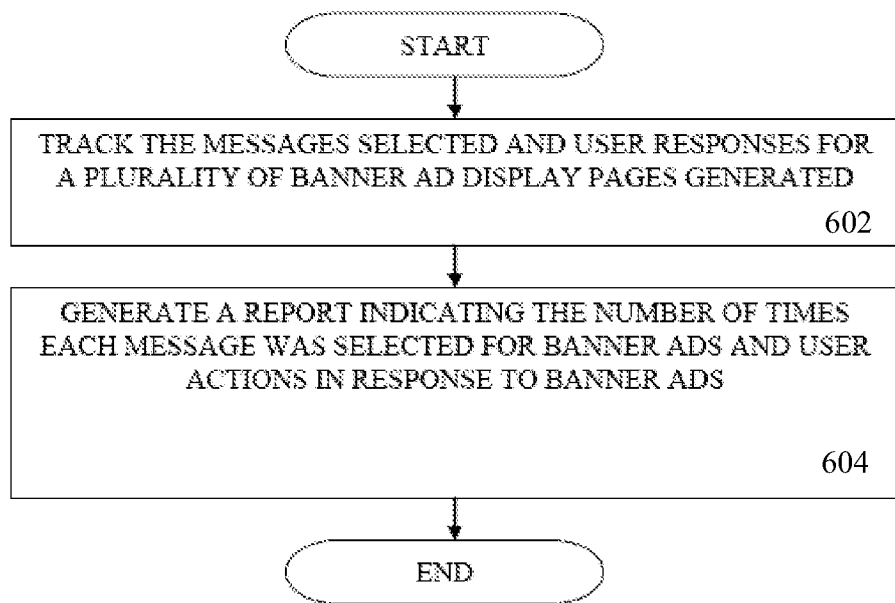 START
TRACK THE MESSAGES SELECTED AND USER RESPONSES FOR
A PLURALITY OF BANNER AD DISPLAY PAGES GENERATED
602
GENERATE A REPORT INDICATING THE NUMBER OF TIMES
EACH MESSAGE WAS SELECTED FOR BANNER ADS AND USER
ACTIONS IN RESPONSE TO BANNER ADS
604
END